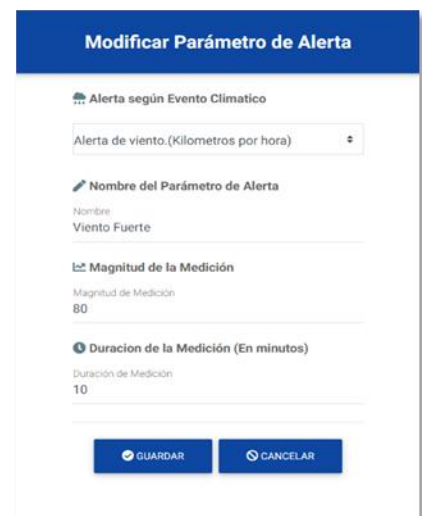 Modificar Parámetro de Alerta
Alerta según Evento Climatico
Alerta de viento.(Kilometros por hora)
Nombre del Parámetro de Alerta
Nombre
Viento Fuerte
Magnitud de la Medición
Magnitud de Medición
80
Duracion de la Medición (En minutos)
Duración de Medición
10
GUARDAR CANCELAR